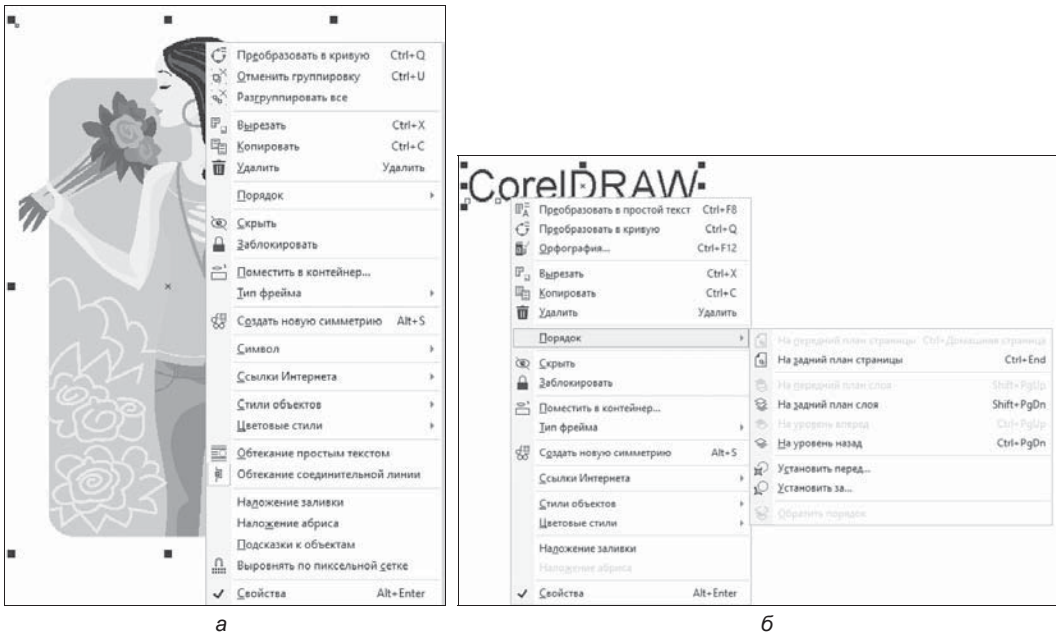 Преобразовать в кривую Ctrl+Q
Отменить группировку Ctrl+U
Разгруппировать все
Вырезать Ctrl+X
Копировать Ctrl+C
Удалить Удалить
Порядок
Скрыть
Заблокировать
Поместить в контейнер...
Тип фрейма
Создать новую симметрию Alt+S
Символ
Ссылки Интернета
Стили объектов
Цветовые стили
Обтекание простым текстом
Обтекание соединительной линии
Наложение заливки
Наложение абриса
Подсказки к объектам
Выровнять по пиксельной сетке
Свойства Alt+Enter
а
CorelDRAW
Преобразовать в простой текст Ctrl+F8
Преобразовать в кривую Ctrl+Q
Орфография... Ctrl+F12
Вырезать Ctrl+X
Копировать Ctrl+C
Удалить Удалить
Порядок
Скрыть
Заблокировать
Поместить в контейнер...
Тип фрейма
Создать новую симметрию Alt+S
Ссылки Интернета
Стили объектов
Цветовые стили
Наложение заливки
Наложение абриса
Свойства Alt+Enter
На передний план страницы Ctrl+Домашняя страница
На задний план страницы Ctrl+End
На передний план слоя Shift+PgUp
На задний план слоя Shift+PgDn
На уровень вперед Ctrl+PgUp
На уровень назад Ctrl+PgDn
Установить перед...
Установить за...
Обратить порядок
б